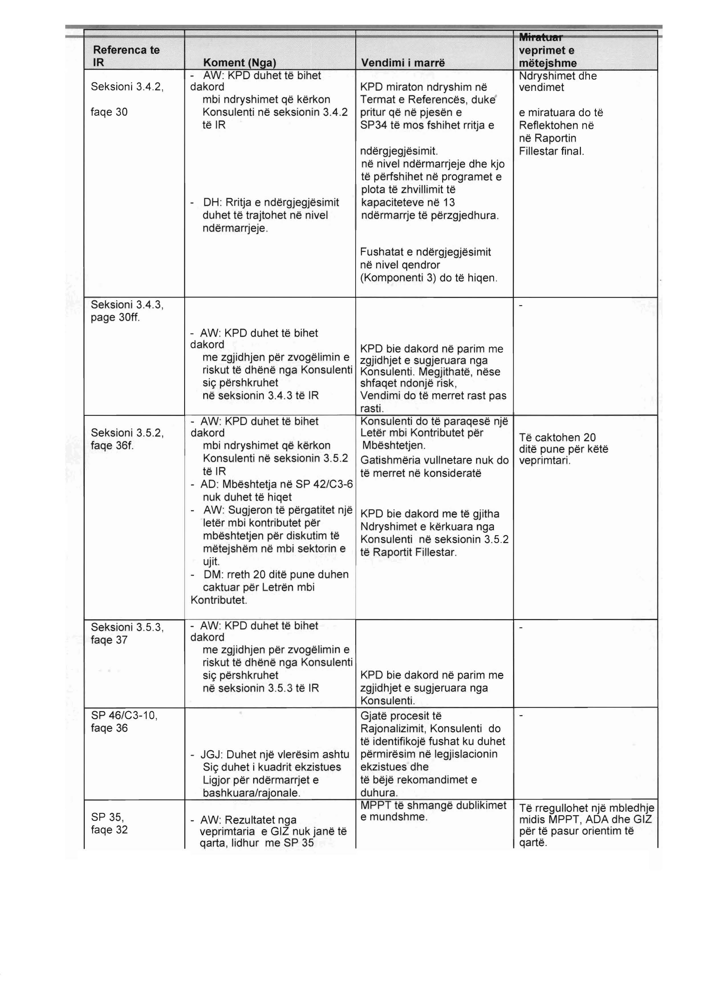 Referenca te
IR
Koment (Nga)
Vendimi i marrë
Miratuar
veprimet e
mëtejshme
Seksioni 3.4.2,
faqe 30
- AW: KPD duhet të bihet
dakord
mbi ndryshimet që kërkon
Konsulenti në seksionin 3.4.2
të IR
- DH: Rritja e ndërgjegjësimit
duhet të trajtohet në nivel
ndërmarrjeje.
KPD miraton ndryshim në
Termat e Referencës, duke
pritur që në pjesën e
SP34 të mos fshihet rritja e
ndërgjegjësimit.
në nivel ndërmarrjeje dhe kjo
të përfshihet në programet e
plota të zhvillimit të
kapaciteteve në 13
ndërmarrje të përzgjedhura.
Fushatat e ndërgjegjësimit
në nivel qendror
(Komponenti 3) do të hiqen.
Ndryshimet dhe
vendimet
e miratuara do të
Reflektohen në
në Raportin
Fillestar final.
Seksioni 3.4.3,
page 30ff.
- AW: KPD duhet të bihet
dakord
me zgjidhjen për zvogëlimin e
riskut të dhënë nga Konsulenti
siç përshkruhet
në seksionin 3.4.3 të IR
KPD bie dakord në parim me
zgjidhjet e sugjeruara nga
Konsulenti. Megjithatë, nëse
shfaqet ndonjë risk,
Vendimi do të merret rast pas
rasti.
-
Seksioni 3.5.2,
faqe 36f.
- AW: KPD duhet të bihet
dakord
mbi ndryshimet që kërkon
Konsulenti në seksionin 3.5.2
të IR
- AD: Mbështetja në SP 42/C3-6
nuk duhet të hiqet
- AW: Sugjeron të përgatitet një
letër mbi kontributet për
mbështetjen për diskutim të
mëtejshëm në mbi sektorin e
ujit.
- DM: rreth 20 ditë pune duhen
caktuar për Letrën mbi
Kontributet.
Konsulenti do të paraqesë një
Letër mbi Kontributet për
Mbështetjen.
Gatishmëria vullnetare nuk do
të merret në konsideratë
KPD bie dakord me të gjitha
Ndryshimet e kërkuara nga
Konsulenti në seksionin 3.5.2
të Raportit Fillestar.
Të caktohen 20
ditë pune për këtë
veprimtari.
Seksioni 3.5.3,
faqe 37
- AW: KPD duhet të bihet
dakord
me zgjidhjen për zvogëlimin e
riskut të dhënë nga Konsulenti
siç përshkruhet
në seksionin 3.5.3 të IR
KPD bie dakord në parim me
zgjidhjet e sugjeruara nga
Konsulenti.
-
SP 46/C3-10,
faqe 36
- JGJ: Duhet një vlerësim ashtu
Siç duhet i kuadrit ekzistues
Ligjor për ndërmarrjet e
bashkuara/rajonale.
Gjatë procesit të
Rajonalizimit, Konsulenti do
të identifikojë fushat ku duhet
përmirësim në legjislacionin
ekzistues dhe
të bëjë rekomandimet e
duhura.
-
SP 35,
faqe 32
- AW: Rezultatet nga
veprimtaria e GIZ nuk janë të
qarta, lidhur me SP 35
MPPT të shmangë dublikimet
e mundshme.
Të rregullohet një mbledhje
midis MPPT, ADA dhe GIZ
për të pasur orientim të
qartë.